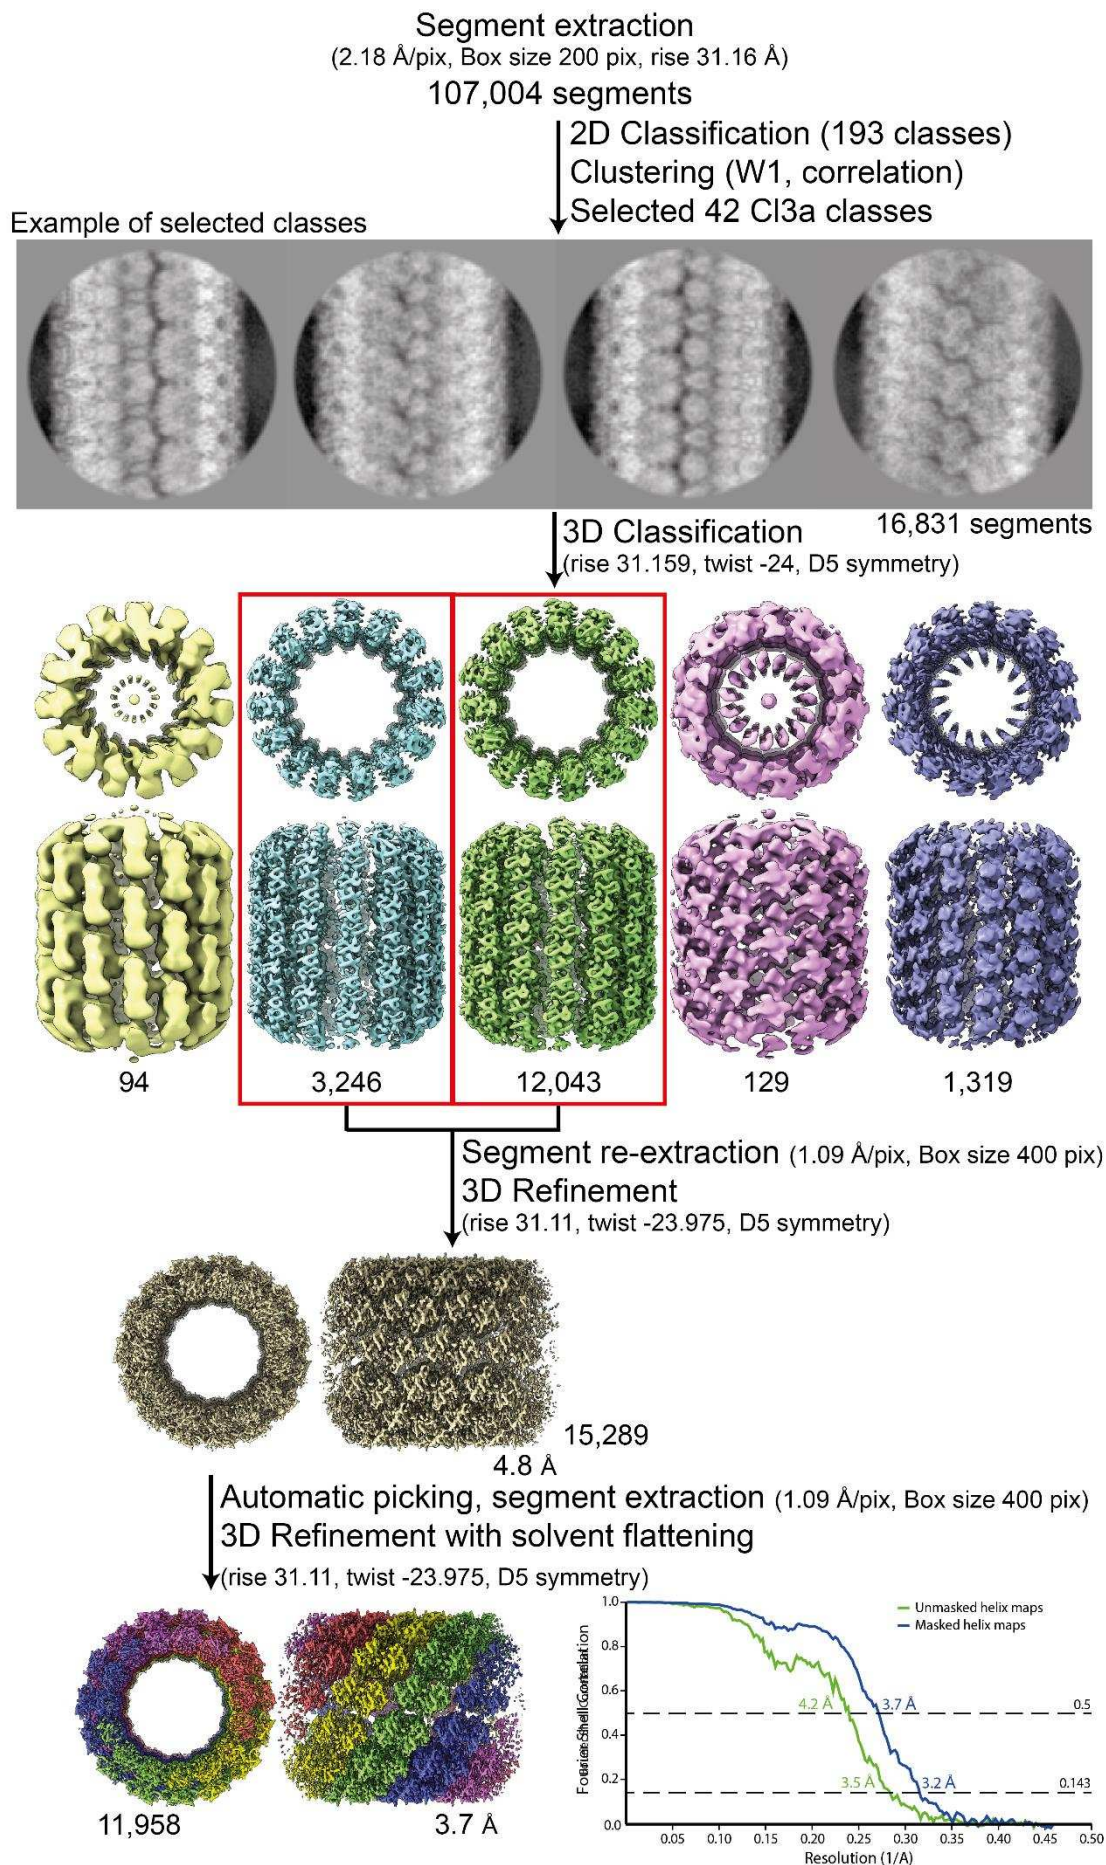 Segment extraction
(2.18 Å/pix, Box size 200 pix, rise 31.16 Å)
107,004 segments
2D Classification (193 classes)
Clustering (W1, correlation)
Selected 42 Cl3a classes
Example of selected classes
16,831 segments
3D Classification
(rise 31.159, twist -24, D5 symmetry)
94
3,246
12,043
129
1,319
Segment re-extraction (1.09 Å/pix, Box size 400 pix)
3D Refinement
(rise 31.11, twist -23.975, D5 symmetry)
15,289
4.8 Å
Automatic picking, segment extraction (1.09 Å/pix, Box size 400 pix)
3D Refinement with solvent flattening
(rise 31.11, twist -23.975, D5 symmetry)
11,958
3.7 Å
Unmasked helix maps
Masked helix maps
1.0
0.8
0.6
0.4
0.2
0.0
4.2 Å
3.7 Å
0.5
3.5 Å
3.2 Å
0.143
0.05
0.10
0.15
0.20
0.25
0.30
0.35
0.40
0.45
0.50
Resolution (1/A)